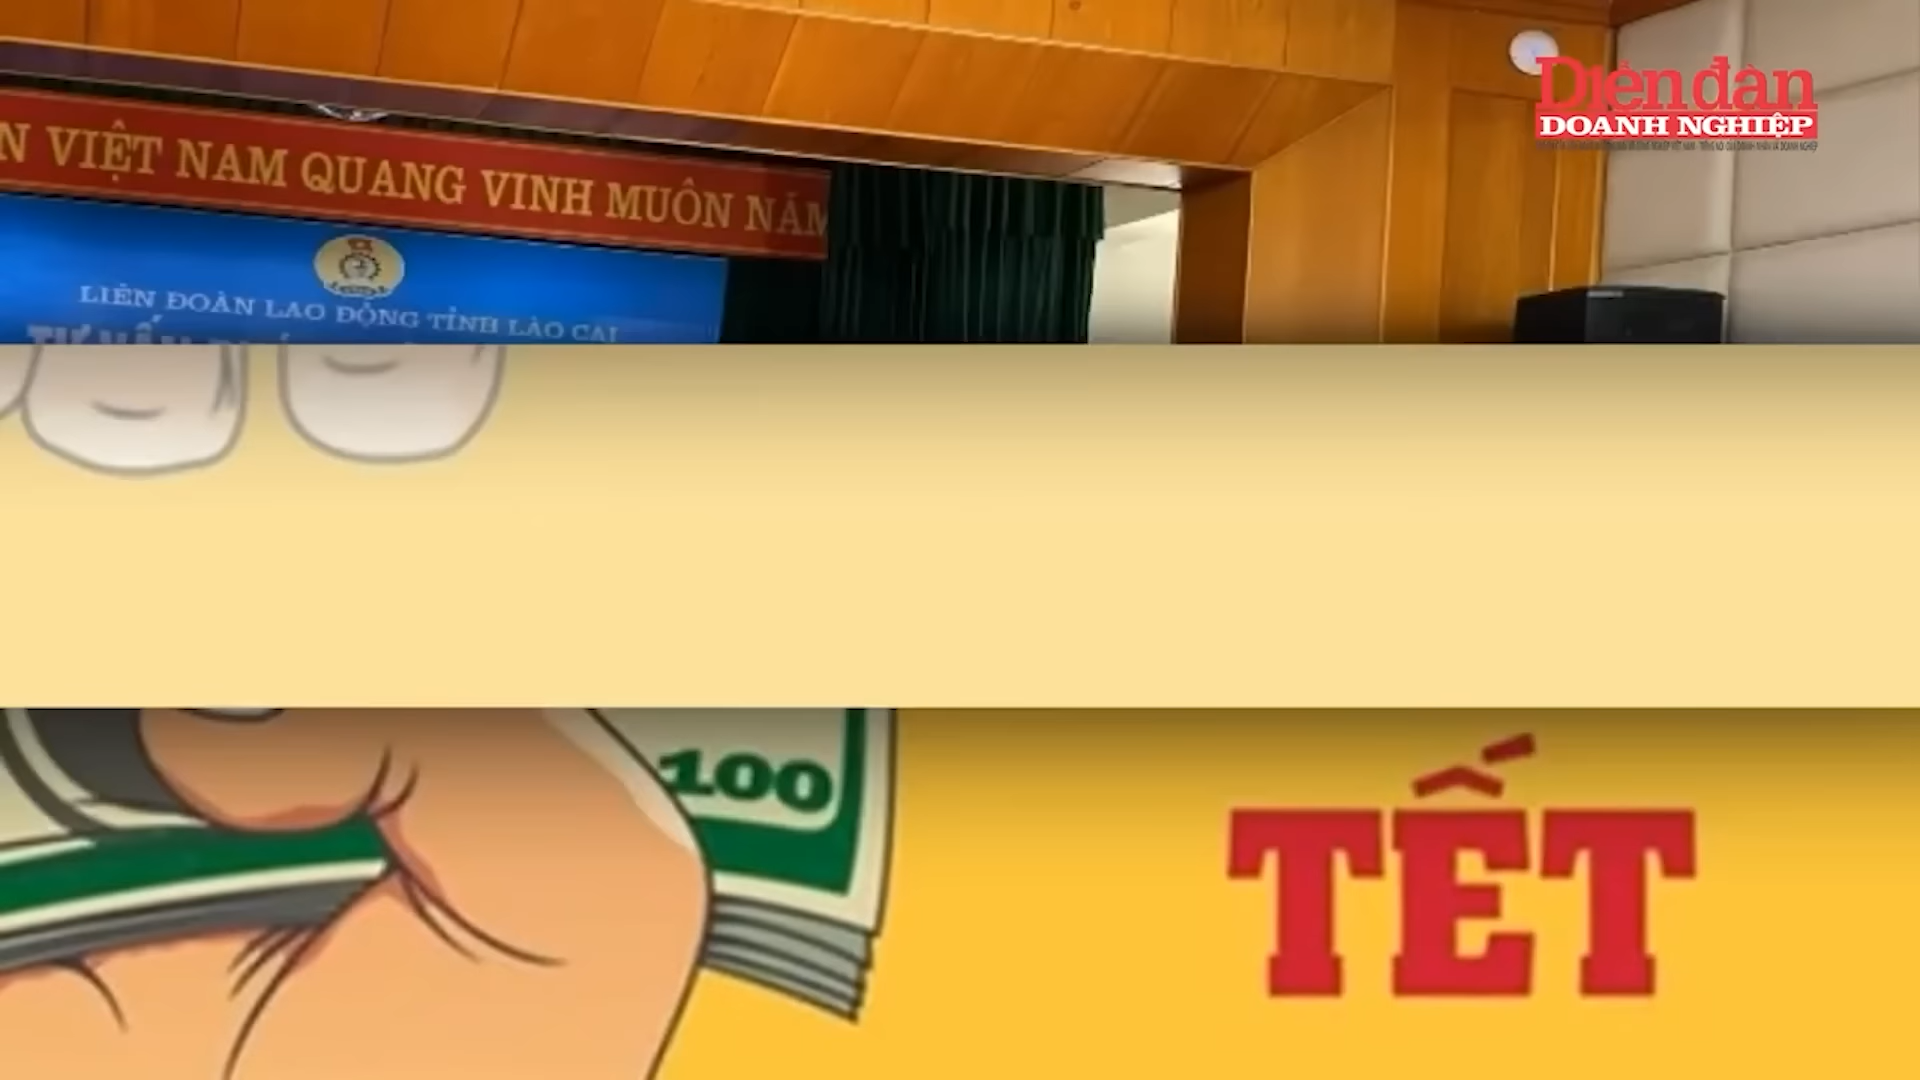 N VIỆT NAM QUANG VINH MUÔN NĂM
Diễn đàn
DOANH NGHIỆP
LIÊN ĐOÀN LAO ĐỘNG TỈNH LÀO CAI
100
TẾT